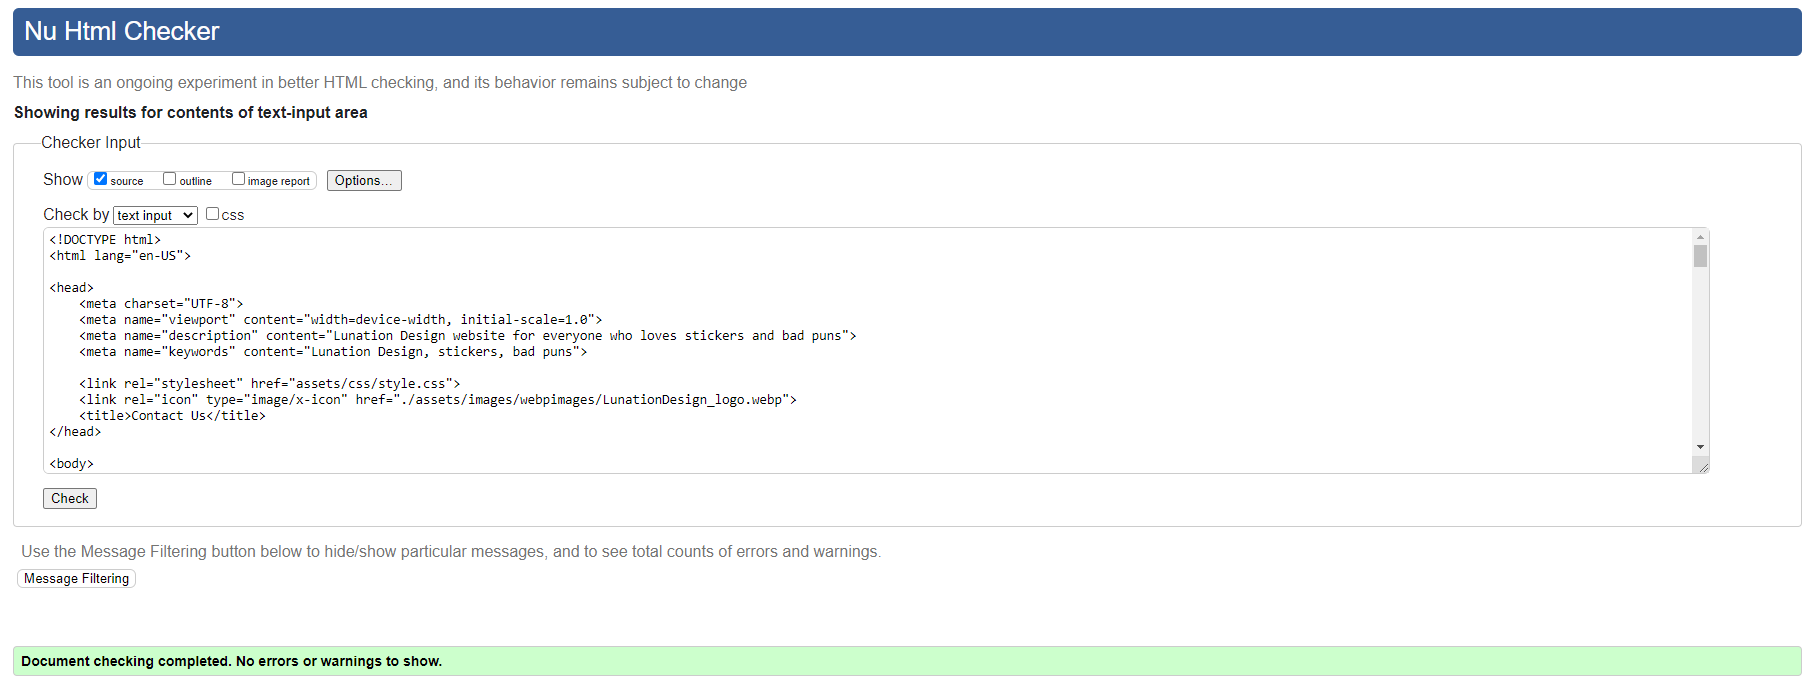 Nu Html Checker
This tool is an ongoing experiment in better HTML checking, and its behavior remains subject to change
Showing results for contents of text-input area
Checker Input
Show source outline image report Options...
Check by text input css
<!DOCTYPE html>
<html lang="en-US">
<head>
<meta charset="UTF-8">
<meta name="viewport" content="width=device-width, initial-scale=1.0">
<meta name="description" content="Lunation Design website for everyone who loves stickers and bad puns">
<meta name="keywords" content="Lunation Design, stickers, bad puns">
<link rel="stylesheet" href="assets/css/style.css">
<link rel="icon" type="image/x-icon" href="./assets/images/webpimages/LunationDesign_logo.webp">
<title>Contact Us</title>
</head>
<body>
Check
Use the Message Filtering button below to hide/show particular messages, and to see total counts of errors and warnings.
Message Filtering
Document checking completed. No errors or warnings to show.